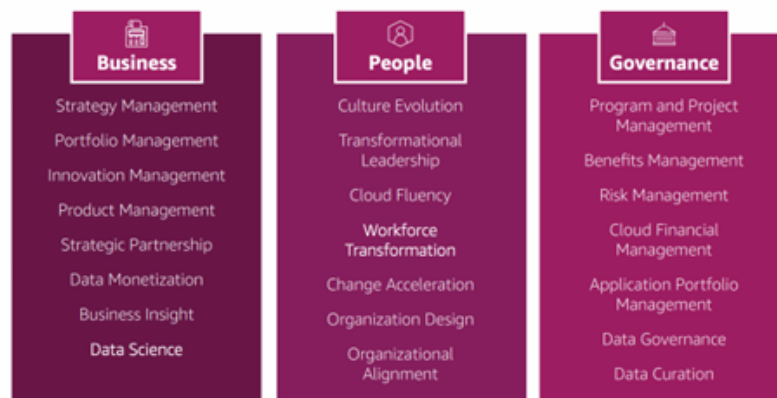 Business
Strategy Management
Portfolio Management
Innovation Management
Product Management
Strategic Partnership
Data Monetization
Business Insight
Data Science
People
Culture Evolution
Transformational
Leadership
Cloud Fluency
Workforce
Transformation
Change Acceleration
Organization Design
Organizational
Alignment
Governance
Program and Project
Management
Benefits Management
Risk Management
Cloud Financial
Management
Application Portfolio
Management
Data Governance
Data Curation